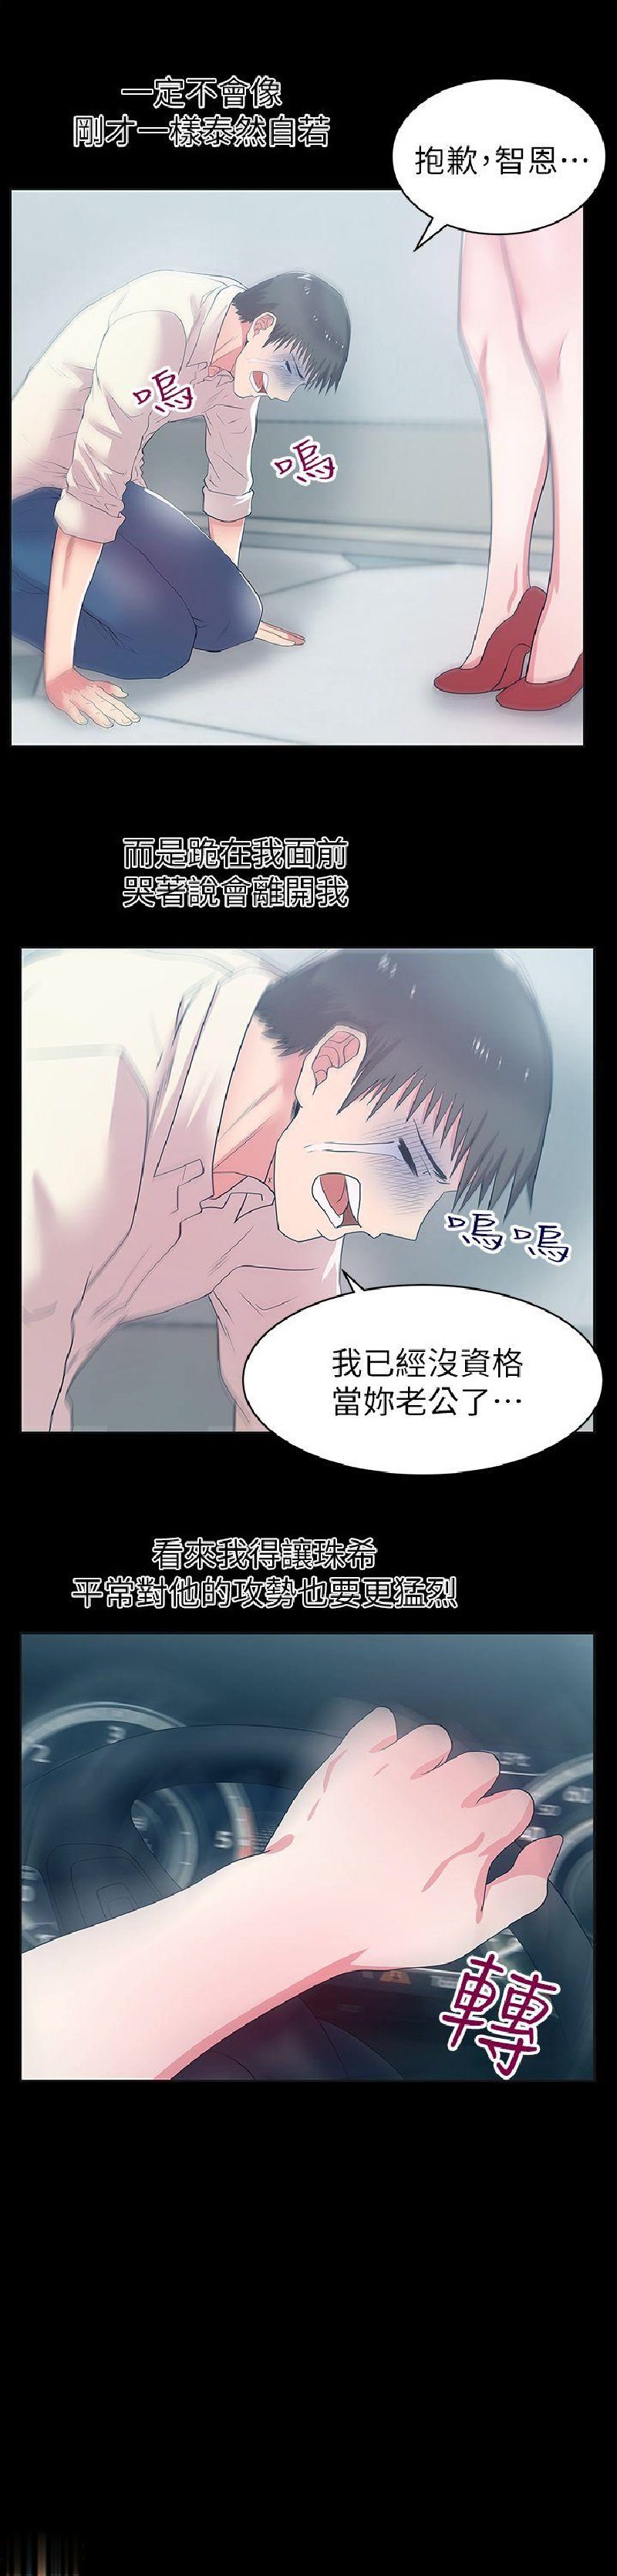 一定不會像
剛才一樣泰然自若
抱歉，智恩…
嗚
嗚
而是跪在我面前
哭著說會離開我
嗚嗚
我已經沒資格
當妳老公了…
看來我得讓珠希
平常對他的攻勢也要更猛烈
2
3
5
轉